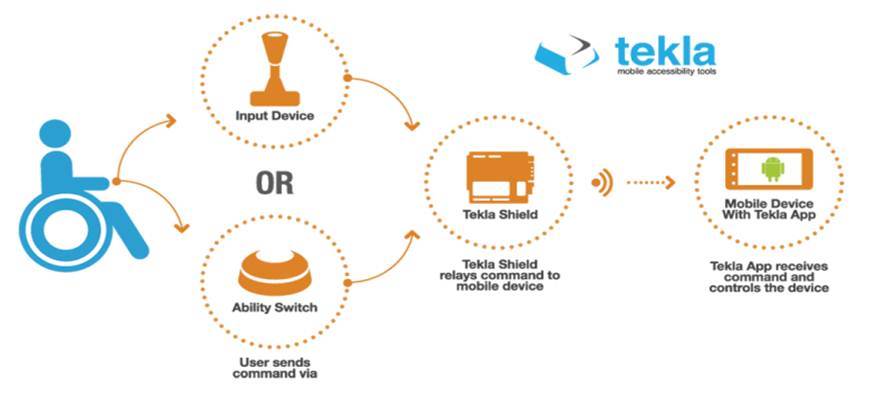 tekla
mobile accessibility tools
Input Device
OR
Ability Switch
User sends
command via
Tekla Shield
Tekla Shield
relays command to
mobile device
Mobile Device
With Tekla App
Tekla App receives
command and
controls the device